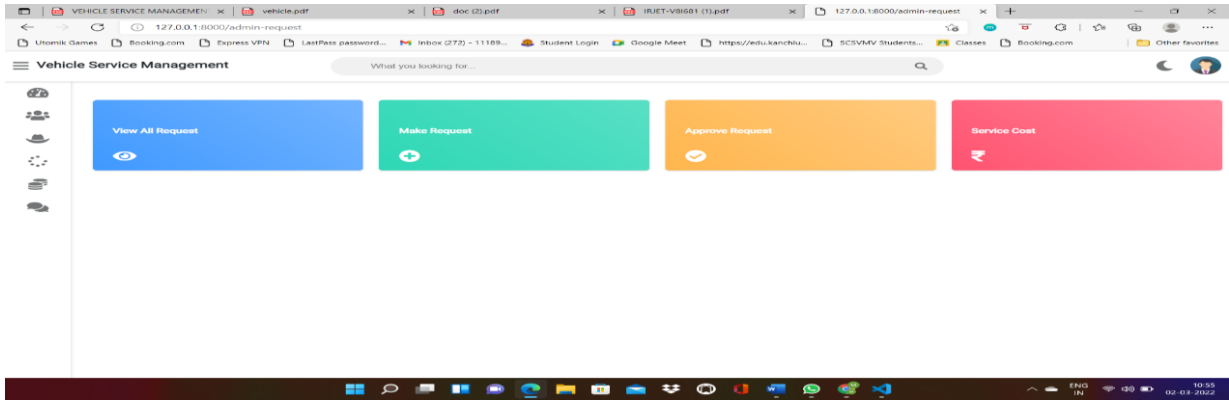 VEHICLE SERVICE MANAGEMEN vehicle.pdf doc (2).pdf IRJET-V8I681 (1).pdf 127.0.0.1:8000/admin-request
127.0.0.1:8000/admin-request
Utomik Games Booking.com Express VPN LastPass password... Inbox (272) - 11189... Student Login Google Meet https://edu.kanchiu... SCSVMV Students... Classes Booking.com Other favorites
Vehicle Service Management What you looking for...
View All Request Make Request Approve Request Service Cost
₹
ENG 10:55
IN 02-03-2022